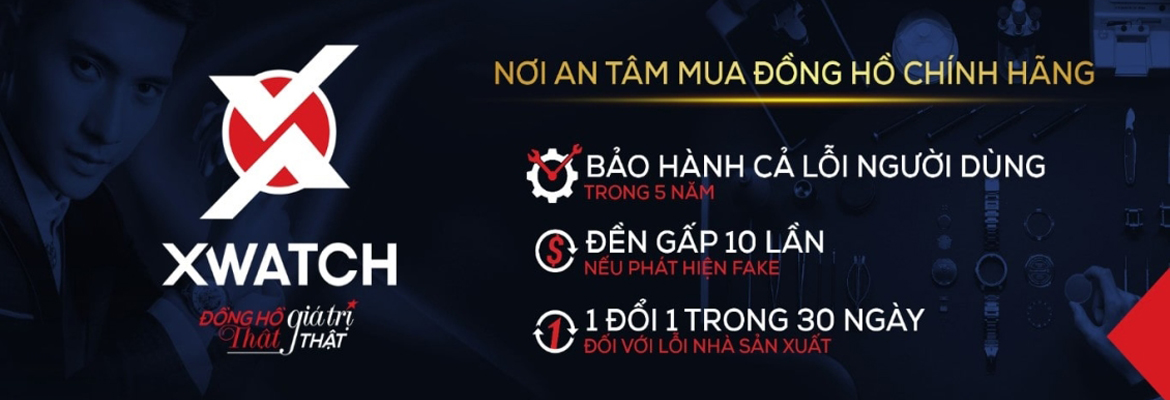 XWATCH
ĐỒNG HỒ giá trị
Thật THẬT
NƠI AN TÂM MUA ĐỒNG HỒ CHÍNH HÃNG
BẢO HÀNH CẢ LỖI NGƯỜI DÙNG
TRONG 5 NĂM
$
ĐỀN GẤP 10 LẦN
NẾU PHÁT HIỆN FAKE
1
1 ĐỔI 1 TRONG 30 NGÀY
ĐỐI VỚI LỖI NHÀ SẢN XUẤT